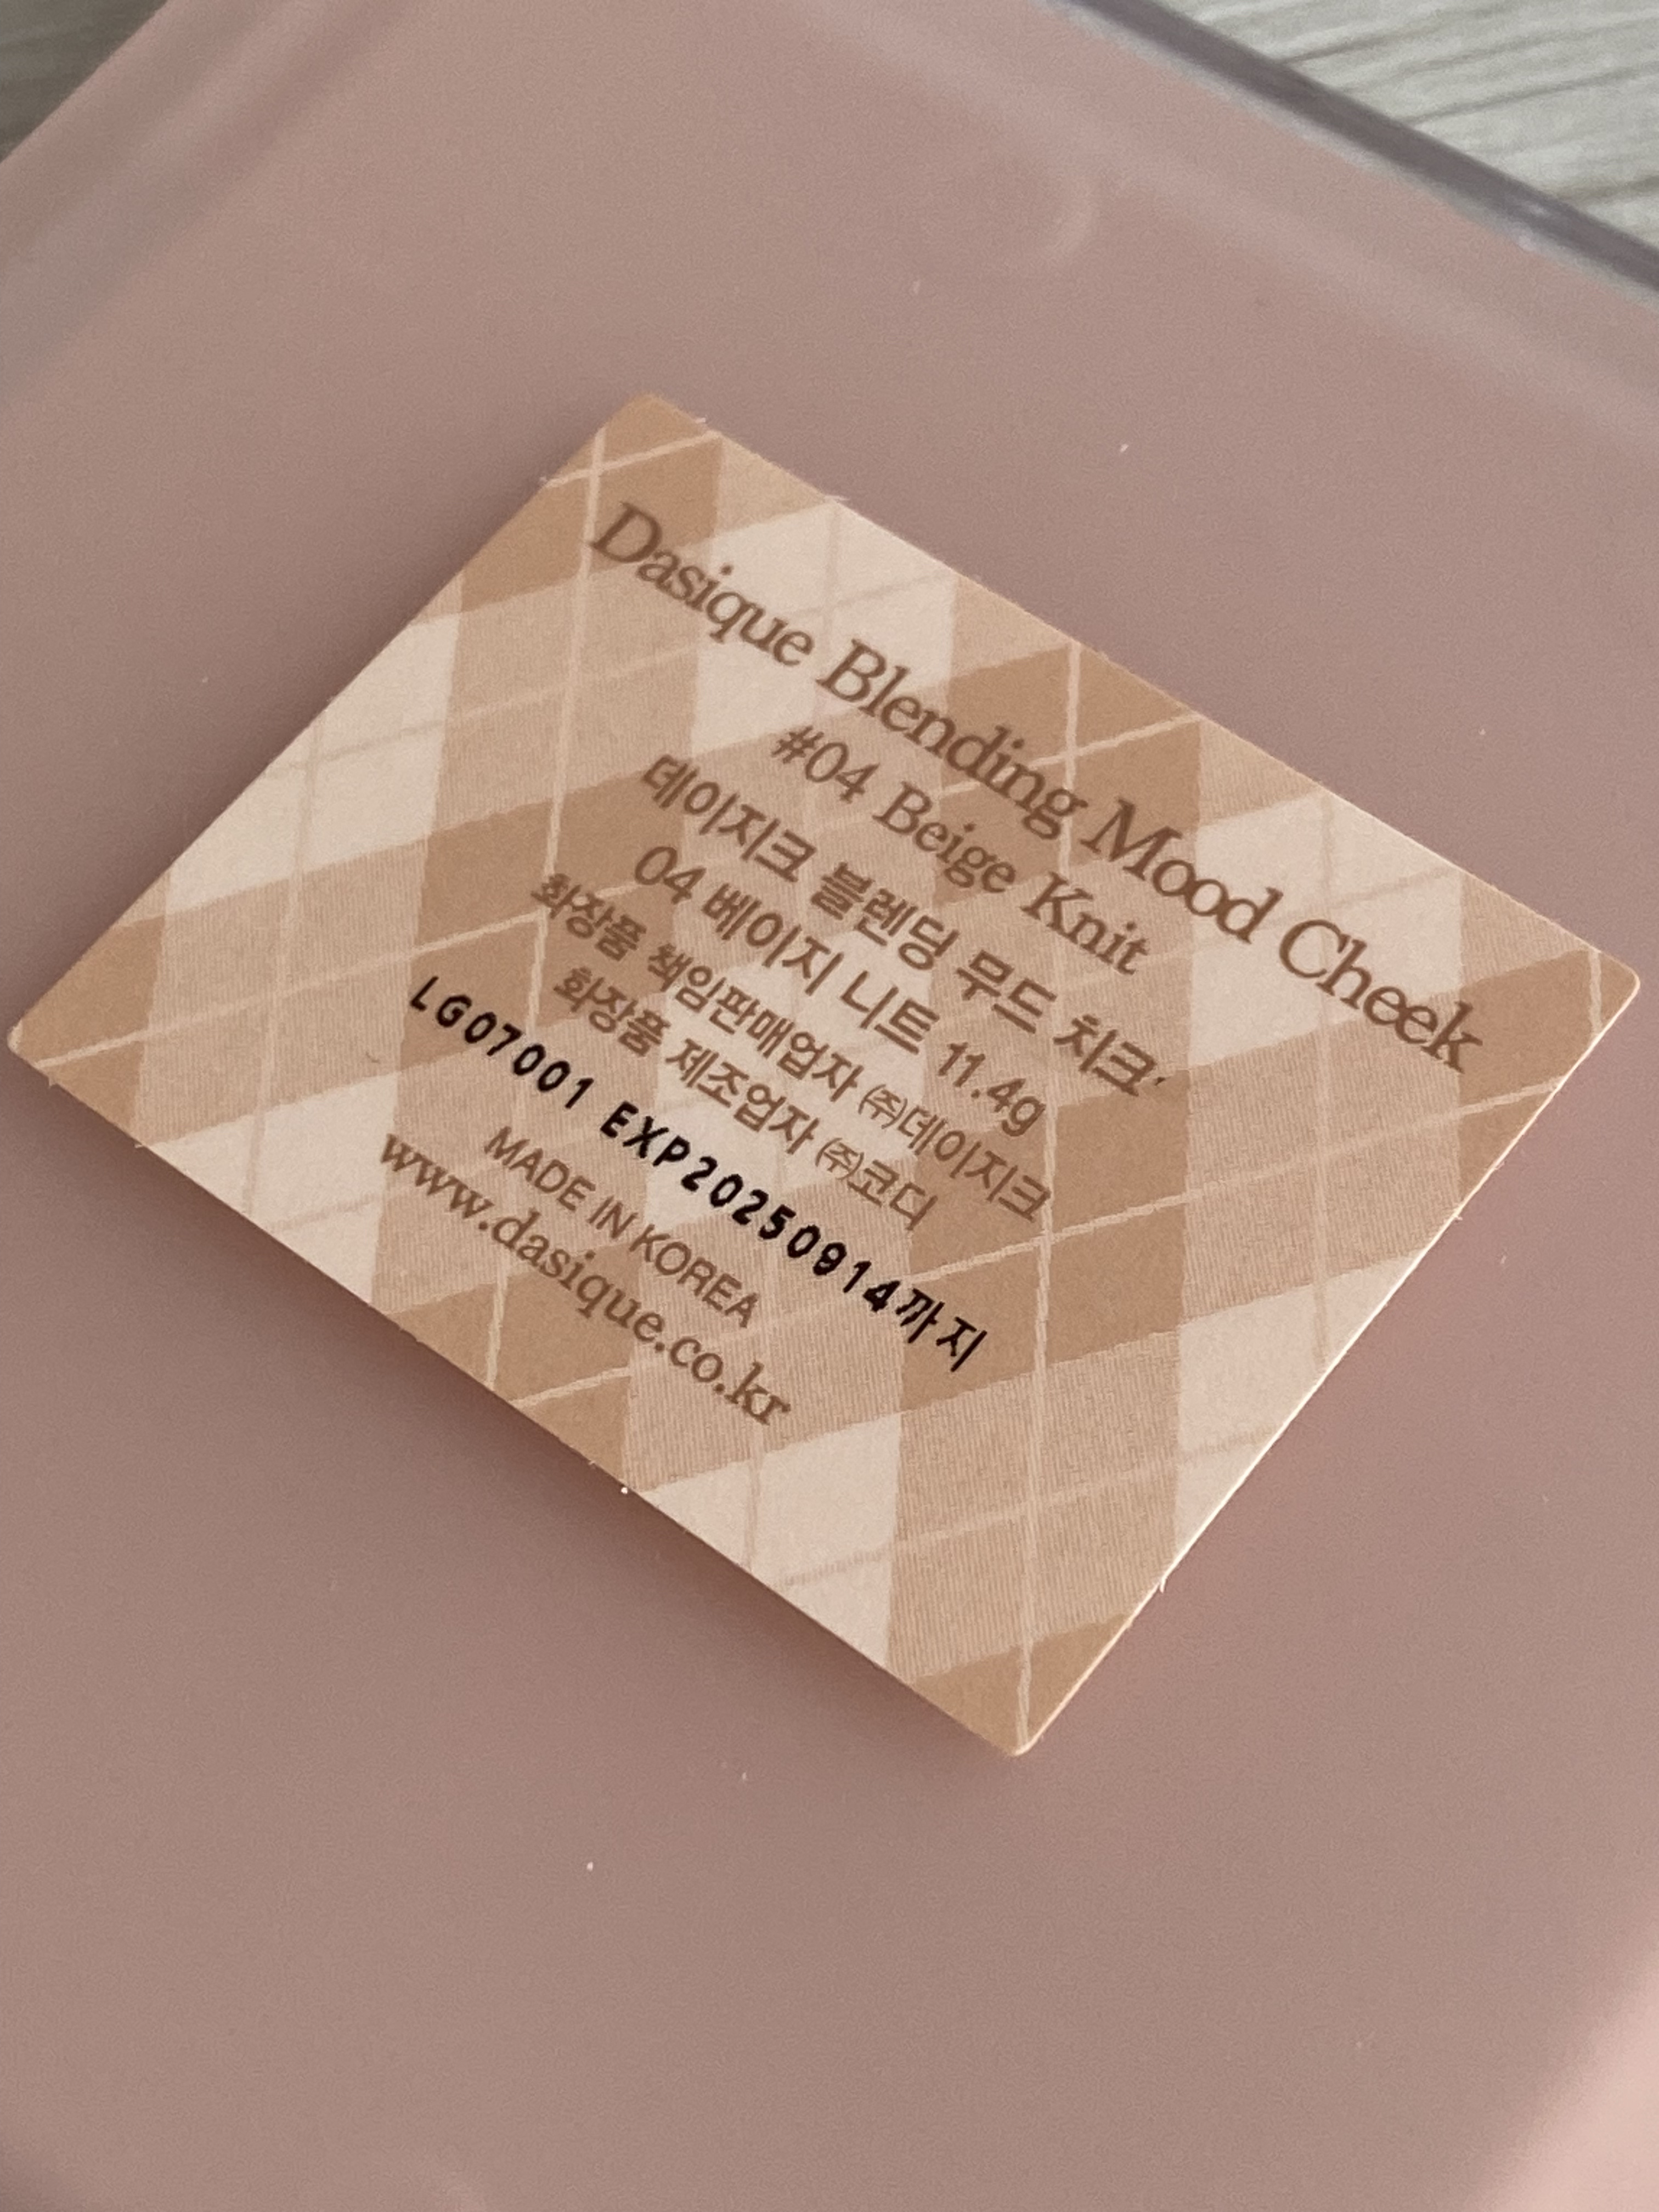 Dasique Blending Mood Cheek
#04 Beige Knit
데이지크 블렌딩 무드 치크
04 베이지 니트 11.4g
화장품 책임판매업자 ㈜데이지크
화장품 제조업자 ㈜코디
LG07001 EXP20250914까지
MADE IN KOREA
www.dasique.co.kr